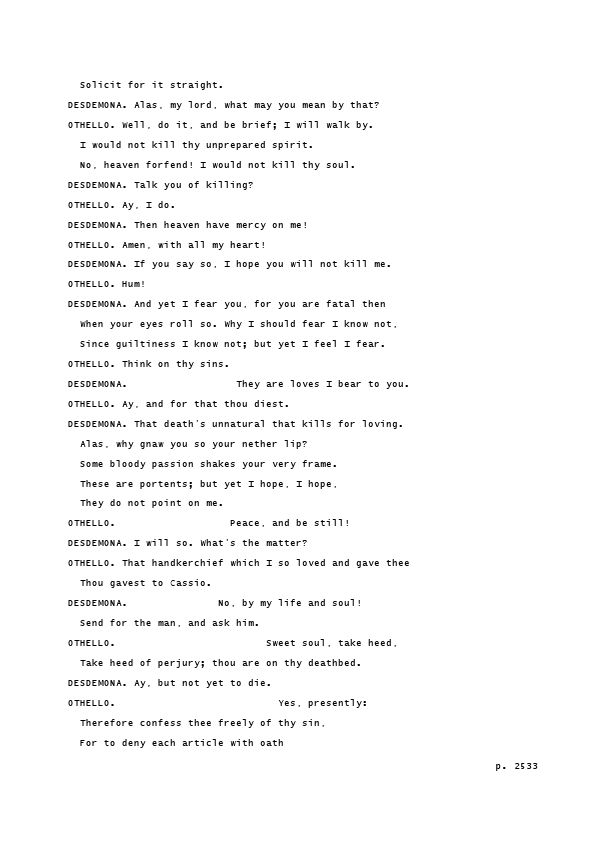 Solicit for it straight.
DESDEMONA. Alas, my lord, what may you mean by that?
OTHELLO. Well, do it, and be brief; I will walk by.
I would not kill thy unprepared spirit.
No, heaven forfend! I would not kill thy soul.
DESDEMONA. Talk you of killing?
OTHELLO. Ay, I do.
DESDEMONA. Then heaven have mercy on me!
OTHELLO. Amen, with all my heart!
DESDEMONA. If you say so, I hope you will not kill me.
OTHELLO. Hum!
DESDEMONA. And yet I fear you, for you are fatal then
When your eyes roll so. Why I should fear I know not,
Since guiltiness I know not; but yet I feel I fear.
OTHELLO. Think on thy sins.
DESDEMONA. They are loves I bear to you.
OTHELLO. Ay, and for that thou diest.
DESDEMONA. That death's unnatural that kills for loving.
Alas, why gnaw you so your nether lip?
Some bloody passion shakes your very frame.
These are portents; but yet I hope, I hope,
They do not point on me.
OTHELLO. Peace, and be still!
DESDEMONA. I will so. What's the matter?
OTHELLO. That handkerchief which I so loved and gave thee
Thou gavest to Cassio.
DESDEMONA. No, by my life and soul!
Send for the man, and ask him.
OTHELLO. Sweet soul, take heed,
Take heed of perjury; thou are on thy deathbed.
DESDEMONA. Ay, but not yet to die.
OTHELLO. Yes, presently:
Therefore confess thee freely of thy sin,
For to deny each article with oath
p. 2533